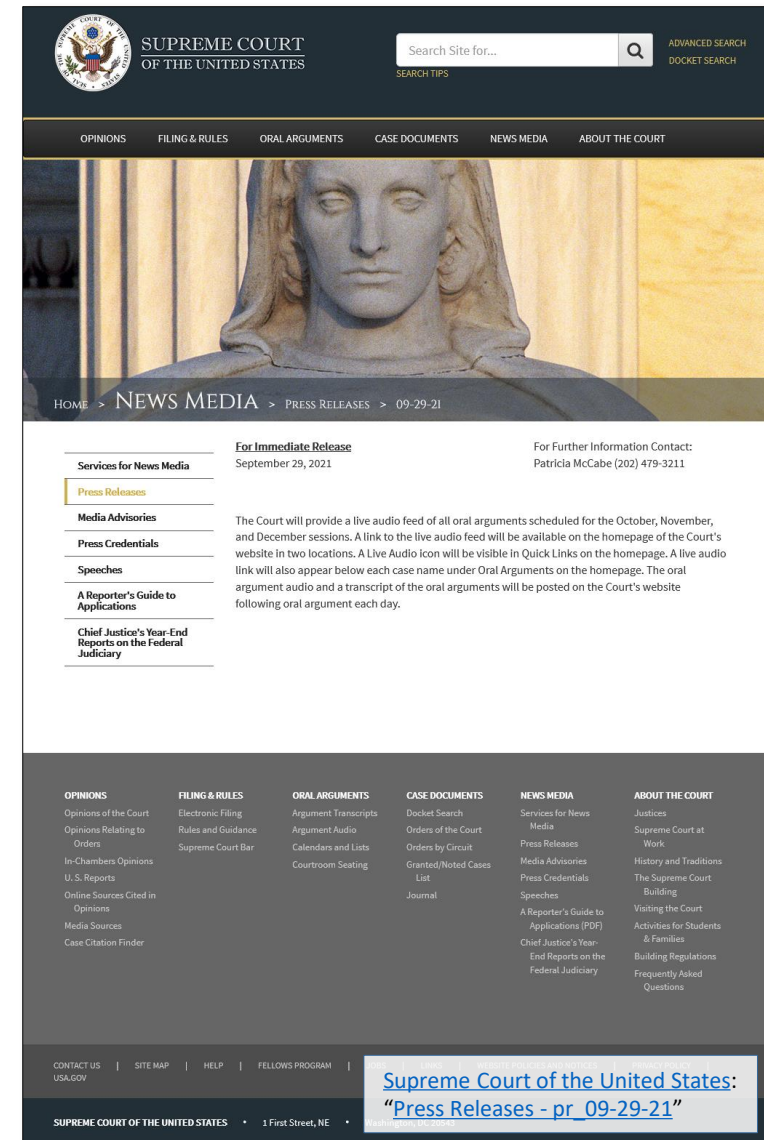 SUPREME COURT
OF THE UNITED STATES
Search Site for...
SEARCH TIPS
ADVANCED SEARCH
DOCKET SEARCH
OPINIONS FILING & RULES ORAL ARGUMENTS CASE DOCUMENTS NEWS MEDIA ABOUT THE COURT
HOME > NEWS MEDIA > PRESS RELEASES > 09-29-21
Services for News Media
Press Releases
Media Advisories
Press Credentials
Speeches
A Reporter's Guide to
Applications
Chief Justice's Year-End
Reports on the Federal
Judiciary
For Immediate Release
September 29, 2021
For Further Information Contact:
Patricia McCabe (202) 479-3211
The Court will provide a live audio feed of all oral arguments scheduled for the October, November,
and December sessions. A link to the live audio feed will be available on the homepage of the Court's
website in two locations. A Live Audio icon will be visible in Quick Links on the homepage. A live audio
link will also appear below each case name under Oral Arguments on the homepage. The oral
argument audio and a transcript of the oral arguments will be posted on the Court's website
following oral argument each day.
OPINIONS
Opinions of the Court
Opinions Relating to
Orders
In-Chambers Opinions
U. S. Reports
Online Sources Cited in
Opinions
Media Sources
Case Citation Finder
FILING & RULES
Electronic Filing
Rules and Guidance
Supreme Court Bar
ORAL ARGUMENTS
Argument Transcripts
Argument Audio
Calendars and Lists
Courtroom Seating
CASE DOCUMENTS
Docket Search
Orders of the Court
Orders by Circuit
Granted/Noted Cases
List
Journal
NEWS MEDIA
Services for News
Media
Press Releases
Media Advisories
Press Credentials
Speeches
A Reporter's Guide to
Applications (PDF)
Chief Justice's Year-
End Reports on the
Federal Judiciary
ABOUT THE COURT
Justices
Supreme Court at
Work
History and Traditions
The Supreme Court
Building
Visiting the Court
Activities for Students
& Families
Building Regulations
Frequently Asked
Questions
CONTACT US | SITE MAP | HELP | FELLOWS PROGRAM |
USA.GOV
SUPREME COURT OF THE UNITED STATES • 1 First Street, NE •
Supreme Court of the United States:
“Press Releases - pr_09-29-21”